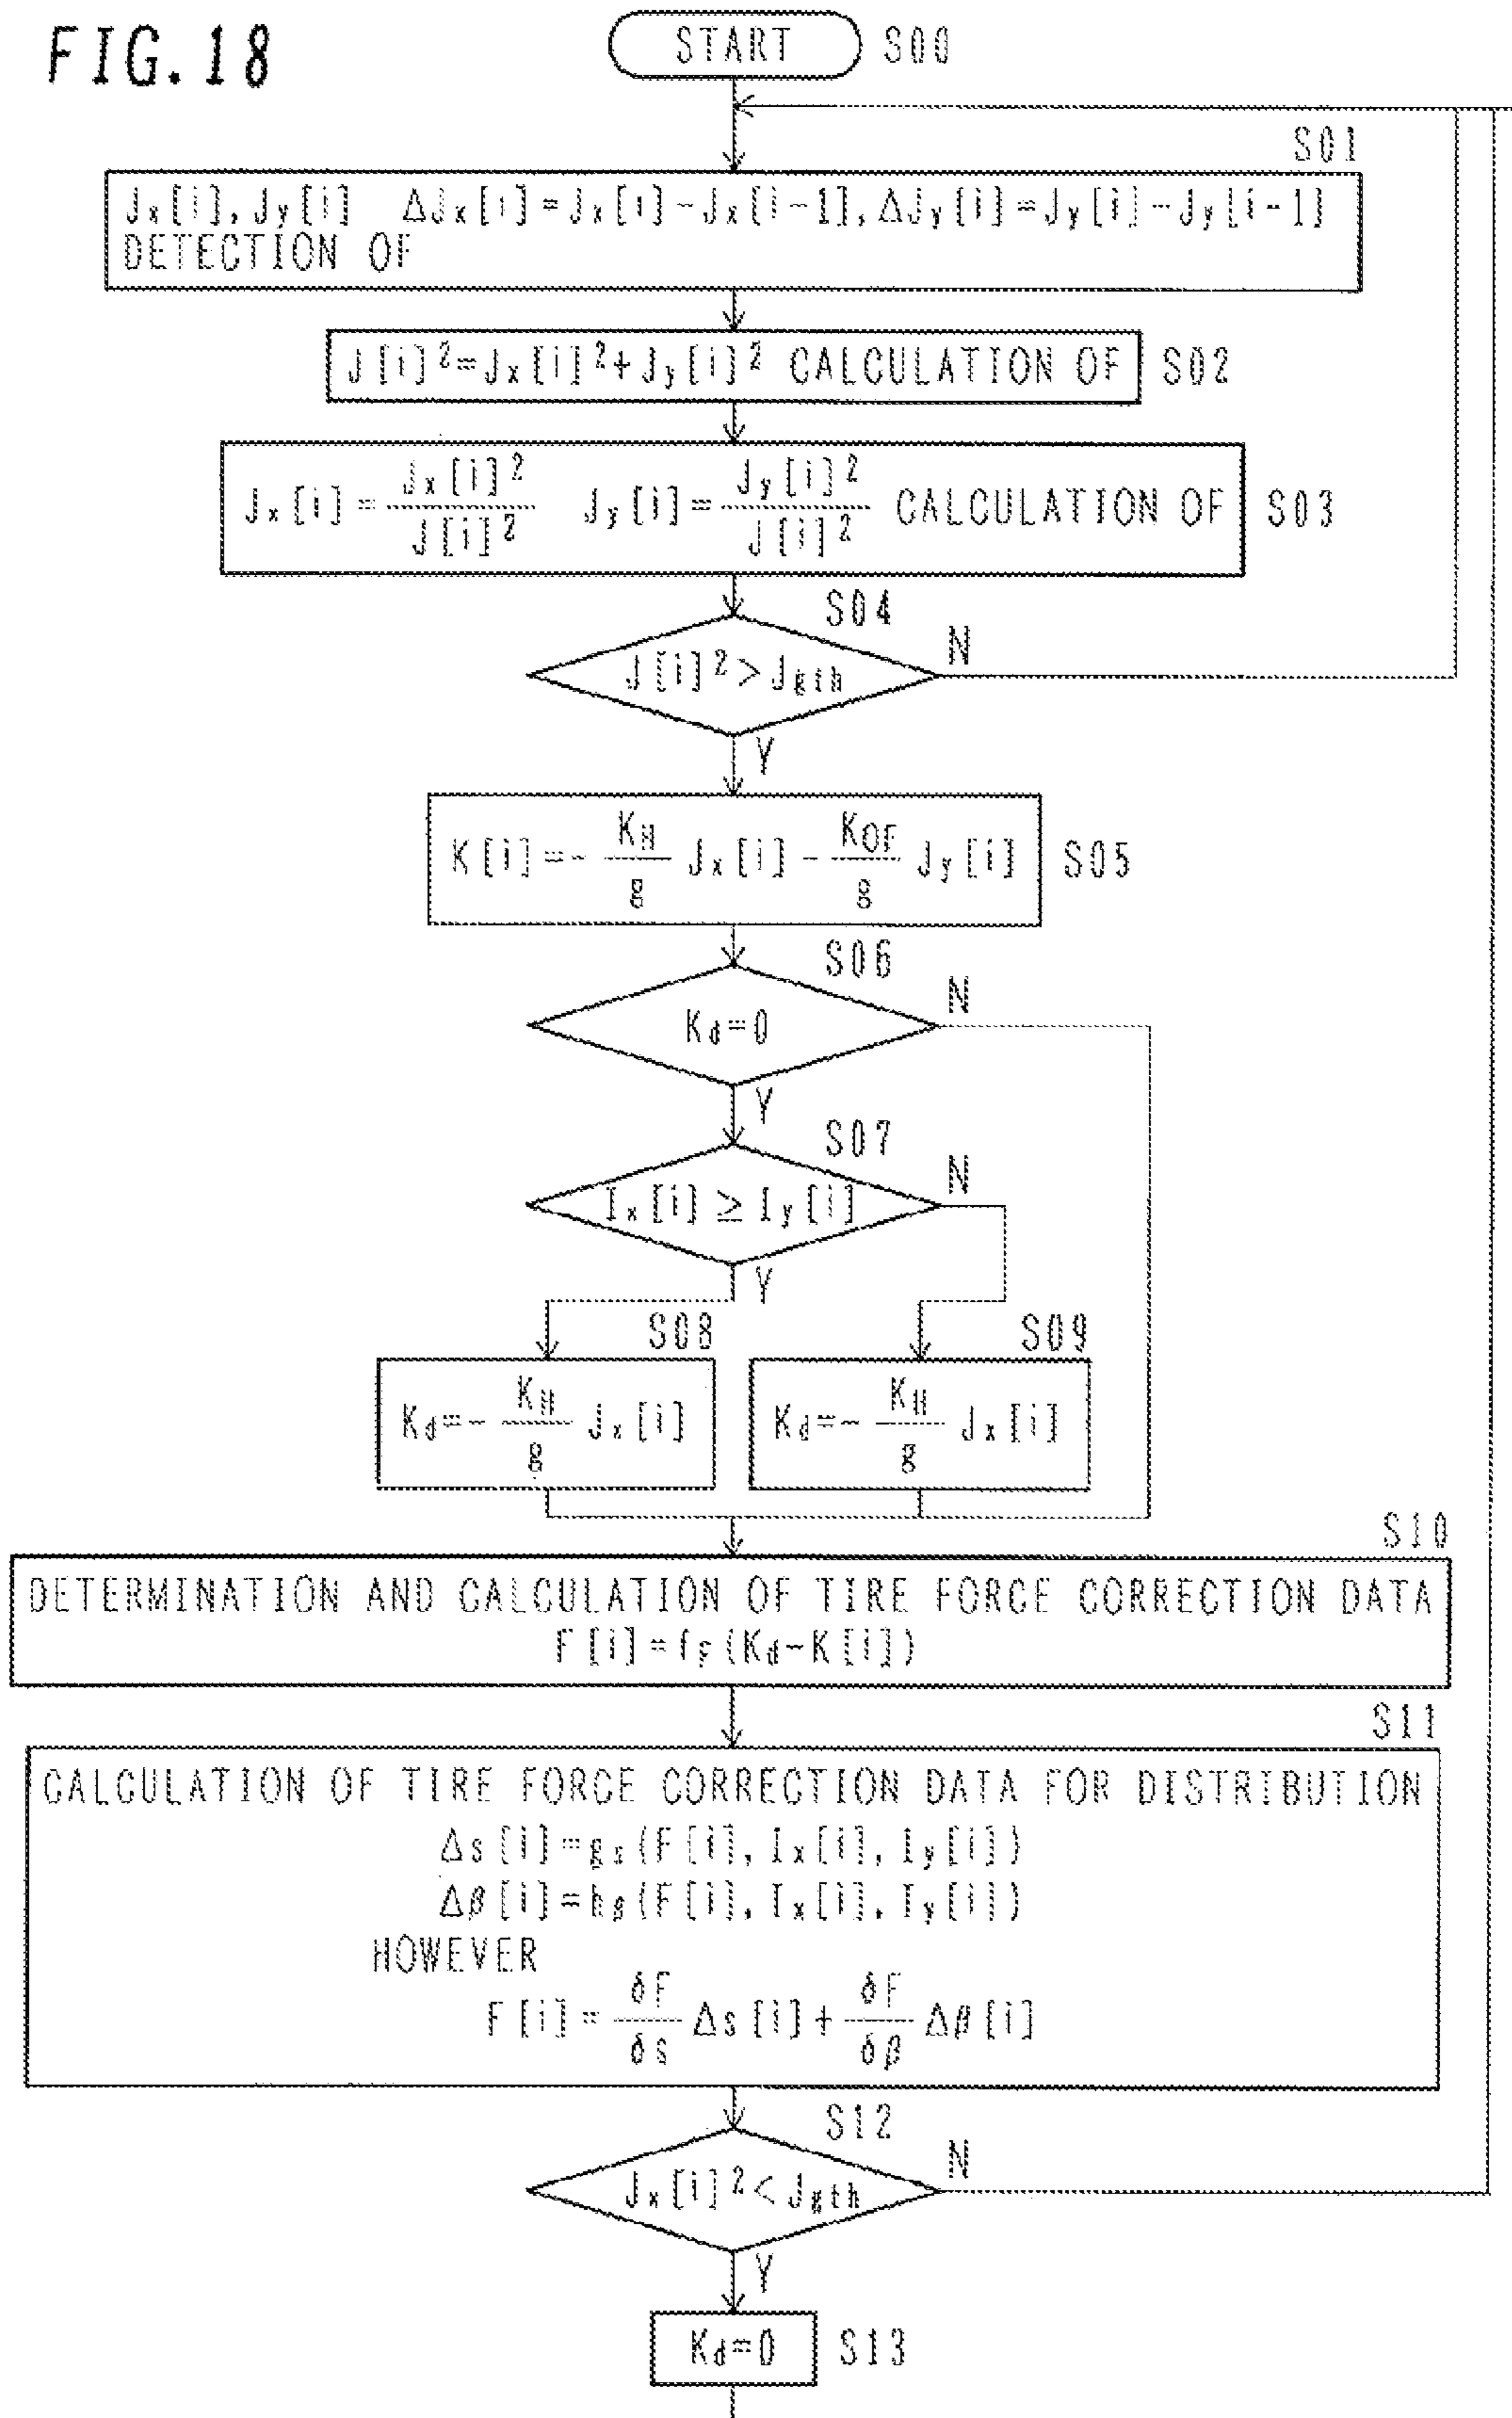 FIG.18
START S00
S01
Jx[i], Jy[i] ΔJx[i]=Jx[i]-Jx[i-1], ΔJy[i]=Jy[i]-Jy[i-1]
DETECTION OF
J[i]²=Jx[i]²+Jy[i]² CALCULATION OF S02
Jx[i]=Jx[i]²/J[i]² Jy[i]=Jy[i]²/J[i]² CALCULATION OF S03
S04
J[i]²>Jgth N
Y
K[i]=-KH/g Jx[i]-KOF/g Jy[i] S05
S06
Kd=0 N
Y
S07
Ix[i]≥Iy[i] N
Y
S08 S09
Kd=-KH/g Jx[i] Kd=-KH/g Jx[i]
S10
DETERMINATION AND CALCULATION OF TIRE FORCE CORRECTION DATA
F[i]=fF(Kd-K[i])
S11
CALCULATION OF TIRE FORCE CORRECTION DATA FOR DISTRIBUTION
Δs[i]=gs(F[i], Ix[i], Iy[i])
Δβ[i]=hβ(F[i], Ix[i], Iy[i])
HOWEVER
F[i]=δF/δs Δs[i]+δF/δβ Δβ[i]
S12
Jx[i]²<Jgth N
Y
Kd=0 S13